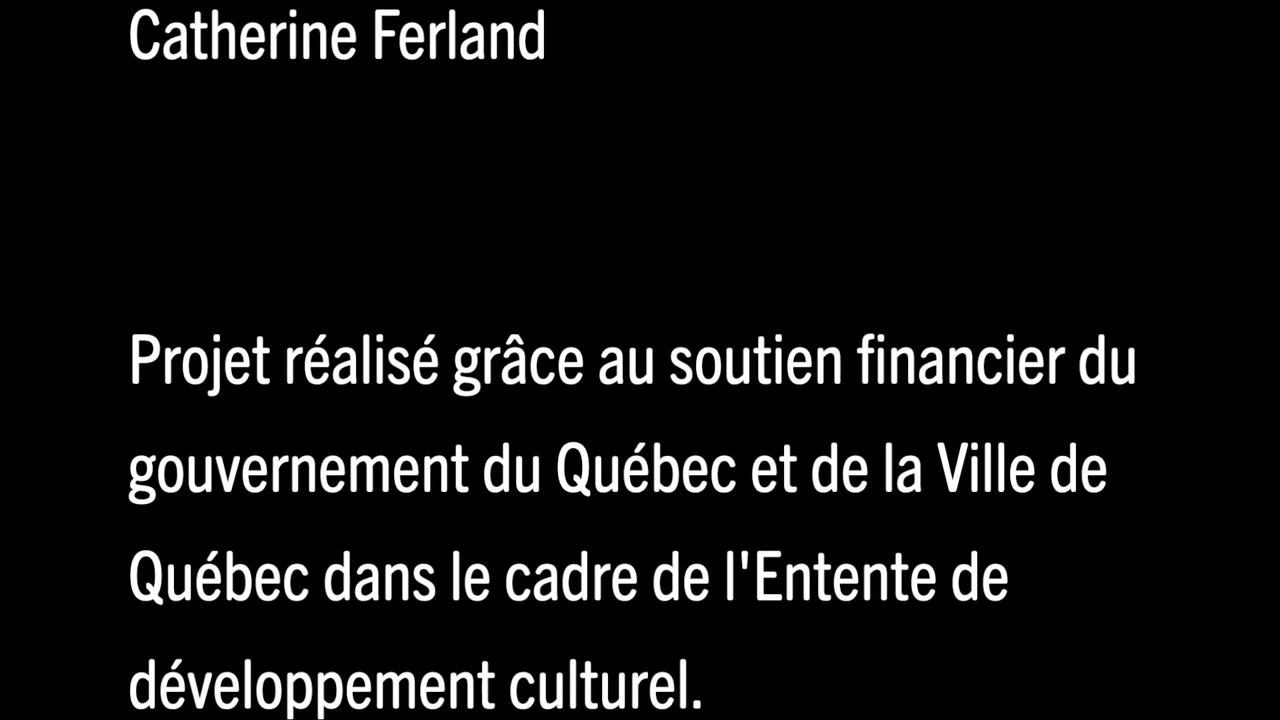 Catherine Ferland
Projet réalisé grâce au soutien financier du
gouvernement du Québec et de la Ville de
Québec dans le cadre de l'Entente de
développement culturel.